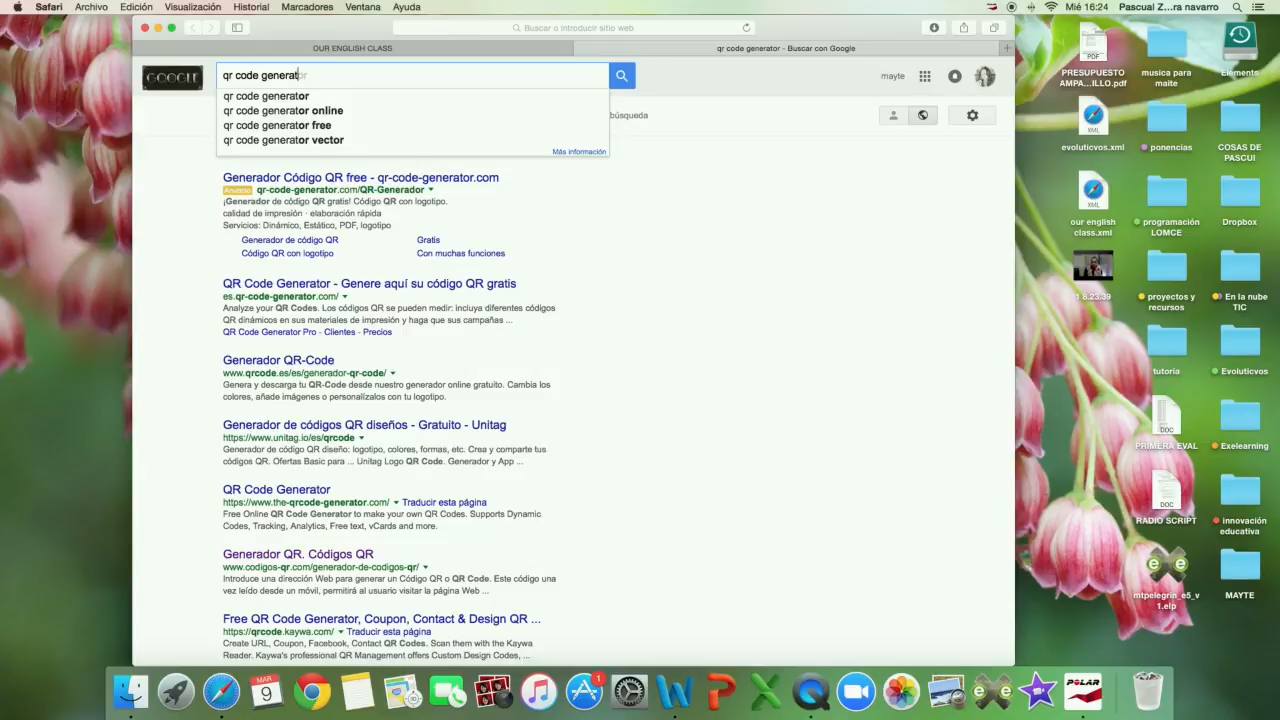 Safari Archivo Edición Visualización Historial Marcadores Ventana Ayuda
Mié 16:24 Pascual Z...ra navarro
Buscar o introducir sitio web
OUR ENGLISH CLASS
qr code generator - Buscar con Google
GOOGLE
qr code generator
mayte
qr code generator
qr code generator online
qr code generator free
qr code generator vector
Más información
búsqueda
Generador Código QR free - qr-code-generator.com
Anuncio qr-code-generator.com/QR-Generador
¡Generador de código QR gratis! Código QR con logotipo.
calidad de impresión · elaboración rápida
Servicios: Dinámico, Estático, PDF, logotipo
Generador de código QR
Gratis
Código QR con logotipo
Con muchas funciones
QR Code Generator - Genere aquí su código QR gratis
es.qr-code-generator.com/
Analyze your QR Codes. Los códigos QR se pueden medir: incluya diferentes códigos
QR dinámicos en sus materiales de impresión y haga que sus campañas ...
QR Code Generator Pro - Clientes - Precios
Generador QR-Code
www.qrcode.es/es/generador-qr-code/
Genera y descarga tu QR-Code desde nuestro generador online gratuito. Cambia los
colores, añade imágenes o personalízalos con tu logotipo.
Generador de códigos QR diseños - Gratuito - Unitag
https://www.unitag.io/es/qrcode
Generador de código QR diseño: logotipo, colores, formas, etc. Crea y comparte tus
códigos QR. Ofertas Basic para ... Unitag Logo QR Code. Generador y App ...
QR Code Generator
https://www.the-qrcode-generator.com/ Traducir esta página
Free Online QR Code Generator to make your own QR Codes. Supports Dynamic
Codes, Tracking, Analytics, Free text, vCards and more.
Generador QR. Códigos QR
www.codigos-qr.com/generador-de-codigos-qr/
Introduce una dirección Web para generar un Código QR o QR Code. Este código una
vez leído desde un móvil, permitirá al usuario visitar la página Web ...
Free QR Code Generator, Coupon, Contact & Design QR ...
https://qrcode.kaywa.com/ Traducir esta página
Create URL, Coupon, Facebook, Contact QR Codes. Scan them with the Kaywa
Reader. Kaywa's professional QR Management offers Custom Design Codes, ...
PDF
PRESUPUESTO
AMPA...ILLO.pdf
musica para
maite
Elements
XML
evoluticvos.xml
ponencias
COSAS DE
PASCUI
XML
our english
class.xml
programación
LOMCE
Dropbox
1.8.23:39
proyectos y
recursos
En la nube
TIC
tutoría
Evoluticvos
DOC
PRIMERA EVAL
Exelearning
DOC
RADIO SCRIPT
innovación
educativa
mtpelegrin_e5_v
1.elp
MAYTE
MAR
9
1
POLAR